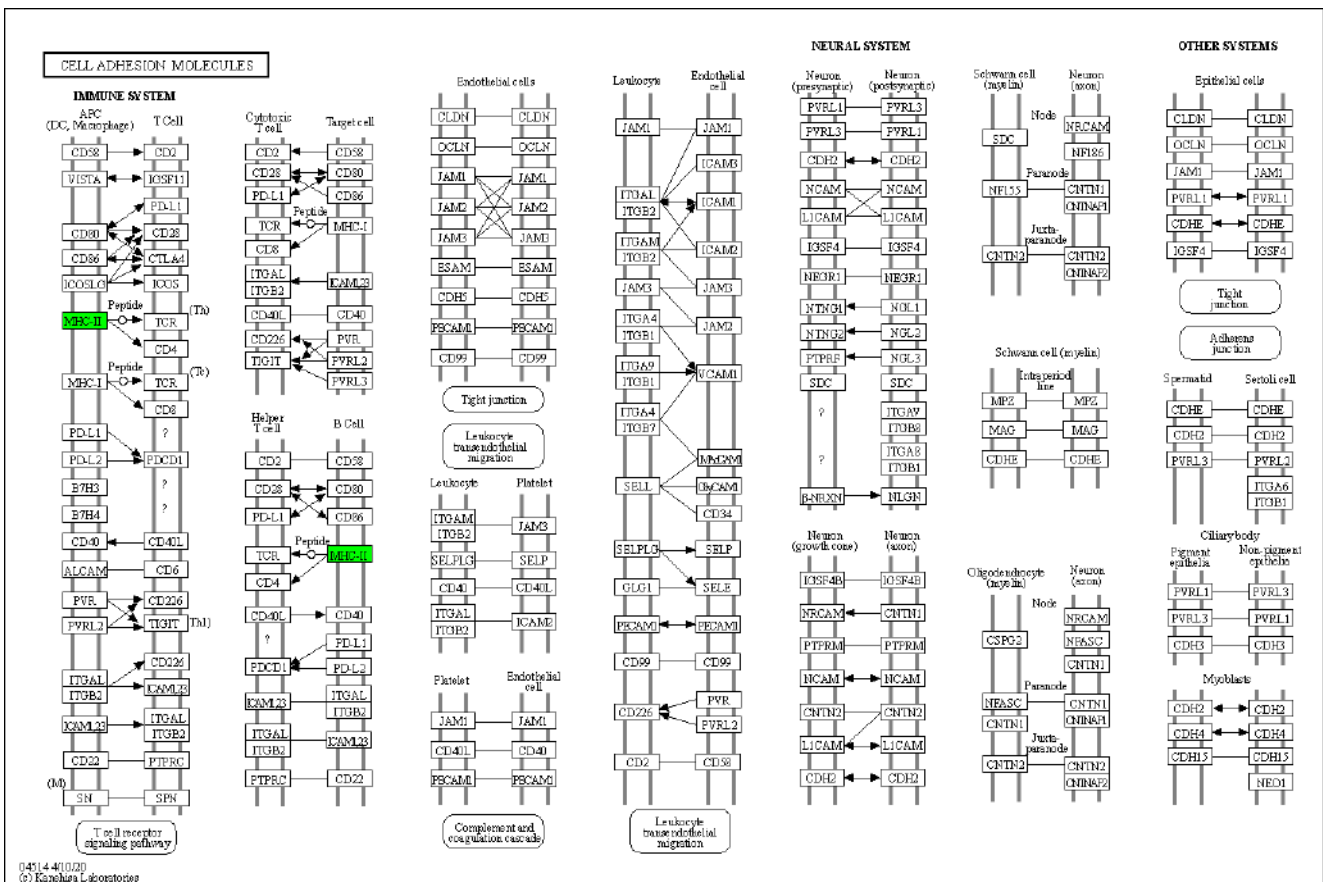 CELL ADHESION MOLECULES
IMMUNE SYSTEM
APC
(DC, Macrophage)
T Cell
CD58
CD2
VISTA
IGSF11
PD-L1
CD80
CD28
CD86
CTLA4
ICOSLG
ICOS
Peptide
(Th)
MHC-II
TCR
CD4
Peptide
(Tc)
MHC-I
TCR
CD8
PD-L1
?
PD-L2
PDCD1
B7H3
?
B7H4
?
CD40
CD40L
ALCAM
CD6
PVR
CD226
PVRL2
TIGIT
Th1)
CD226
ITGAL
ITGB2
ICAML23
ICAML23
ITGAL
ITGB2
CD22
PTPRC
(M)
SN
SPN
T cell receptor
signaling pathway
04514 4/10/20
(c) Kanehisa Laboratories
Cytotoxic
T cell
Target cell
CD2
CD58
CD28
CD80
PD-L1
CD86
Peptide
TCR
MHC-I
CD8
ITGAL
ITGB2
ICAML23
CD40L
CD40
CD226
PVR
TIGIT
PVRL2
PVRL3
Helper
T cell
B Cell
CD2
CD58
CD28
CD80
PD-L1
CD86
Peptide
TCR
MHC-II
CD4
CD40L
CD40
?
PD-L1
PDCD1
PD-L2
ICAML23
ITGAL
ITGB2
ITGAL
ITGB2
ICAML23
PTPRC
CD22
Endothelial cells
CLDN
CLDN
OCLN
OCLN
JAM1
JAM1
JAM2
JAM2
JAM3
JAM3
ESAM
ESAM
CDH5
CDH5
PECAM1
PECAM1
CD99
CD99
Tight junction
Leukocyte
transendothelial
migration
Leukocyte
Platelet
ITGAM
ITGB2
JAM3
SELPLG
SELP
CD40
CD40L
ITGAL
ITGB2
ICAM2
Platelet
Endothelial
cell
JAM1
JAM1
CD40L
CD40
PECAM1
PECAM1
Complement and
coagulation cascade
Leukocyte
Endothelial
cell
JAM1
JAM1
ICAM3
ITGAL
ITGB2
ICAM1
ITGAM
ITGB2
ICAM2
JAM3
JAM3
ITGA4
ITGB1
JAM2
ITGA9
ITGB1
VCAM1
ITGA4
ITGB7
MAdCAM1
SELL
GlyCAM1
CD34
SELPLG
SELP
GLG1
SELE
PECAM1
PECAM1
CD99
CD99
CD226
PVR
PVRL2
CD2
CD58
Leukocyte
transendothelial
migration
NEURAL SYSTEM
Neuron
(presynaptic)
Neuron
(postsynaptic)
PVRL1
PVRL3
PVRL3
PVRL1
CDH2
CDH2
NCAM
NCAM
L1CAM
L1CAM
IGSF4
IGSF4
NEGR1
NEGR1
NTNG1
NGL1
NTNG2
NGL2
PTPRF
NGL3
SDC
SDC
?
ITGAV
ITGB8
?
ITGA8
ITGB1
β-NRXN
NLGN
Neuron
(growth cone)
Neuron
(axon)
IGSF4B
IGSF4B
NRCAM
CNTN1
PTPRM
PTPRM
NCAM
NCAM
CNTN2
CNTN2
L1CAM
L1CAM
CDH2
CDH2
Schwann cell
(myelin)
Neuron
(axon)
Node
SDC
NRCAM
NF186
Paranode
NF155
CNTN1
CNTNAP1
Juxta-
paranode
CNTN2
CNTN2
CNTNAP2
Schwann cell (myelin)
Intraperiod
line
MPZ
MPZ
MAG
MAG
CDHE
CDHE
Oligodendrocyte
(myelin)
Neuron
(axon)
Node
NRCAM
CSPG2
NFASC
CNTN1
Paranode
NFASC
CNTN1
CNTN1
CNTNAP1
Juxta-
paranode
CNTN2
CNTN2
CNTNAP2
OTHER SYSTEMS
Epithelial cells
CLDN
CLDN
OCLN
OCLN
JAM1
JAM1
PVRL1
PVRL1
CDHE
CDHE
IGSF4
IGSF4
Tight
junction
Adherens
junction
Spermatid
Sertoli cell
CDHE
CDHE
CDH2
CDH2
PVRL3
PVRL2
ITGA6
ITGB1
Ciliary body
Pigment
epithelia
Non-pigment
epithelia
PVRL1
PVRL3
PVRL3
PVRL1
CDH3
CDH3
Myoblasts
CDH2
CDH2
CDH4
CDH4
CDH15
CDH15
NEO1